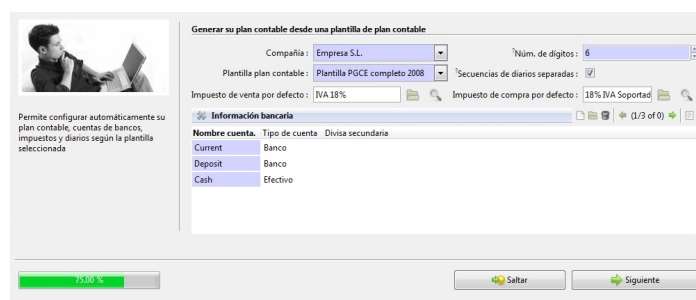 Generar su plan contable desde una plantilla de plan contable
Compañía : Empresa S.L. ?Núm. de dígitos : 6
Plantilla plan contable : Plantilla PGCE completo 2008 ?Secuencias de diarios separadas :
Impuesto de venta por defecto : IVA 18% Impuesto de compra por defecto : 18% IVA Soportad
Permite configurar automáticamente su
plan contable, cuentas de bancos,
impuestos y diarios según la plantilla
seleccionada
Información bancaria (1/3 of 0)
Nombre cuenta. Tipo de cuenta Divisa secundaria
Current Banco
Deposit Banco
Cash Efectivo
75.00 % Saltar Siguiente